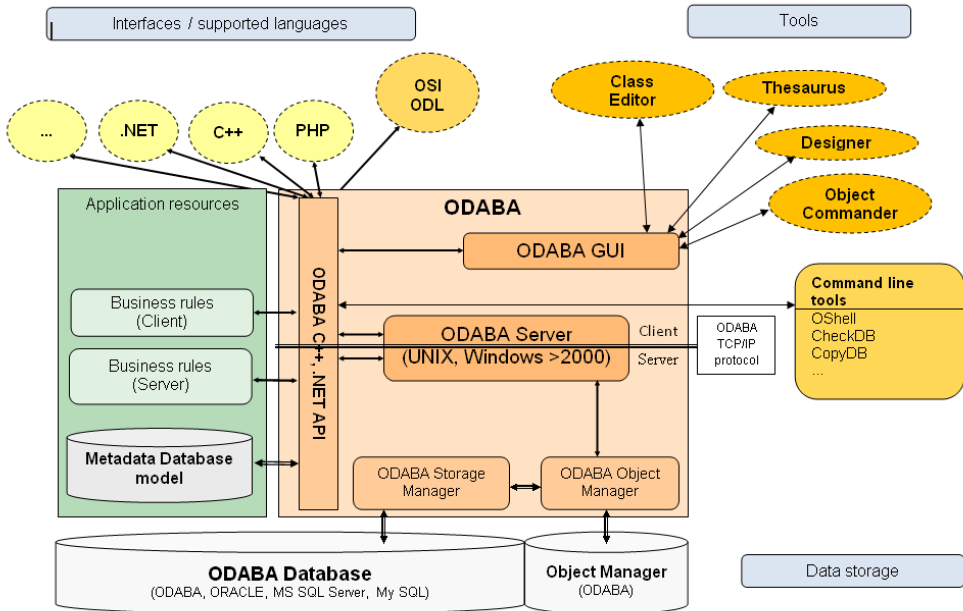 Interfaces / supported languages
Tools
...
.NET
C++
PHP
OSI
ODL
Class
Editor
Thesaurus
Designer
Object
Commander
Application resources
ODABA
ODABA GUI
ODABA C++, .NET API
Business rules
(Client)
ODABA Server
(UNIX, Windows >2000)
Client
Server
ODABA
TCP/IP
protocol
Command line
tools
OShell
CheckDB
CopyDB
...
Business rules
(Server)
Metadata Database
model
ODABA Storage
Manager
ODABA Object
Manager
ODABA Database
(ODABA, ORACLE, MS SQL Server, My SQL)
Object Manager
(ODABA)
Data storage